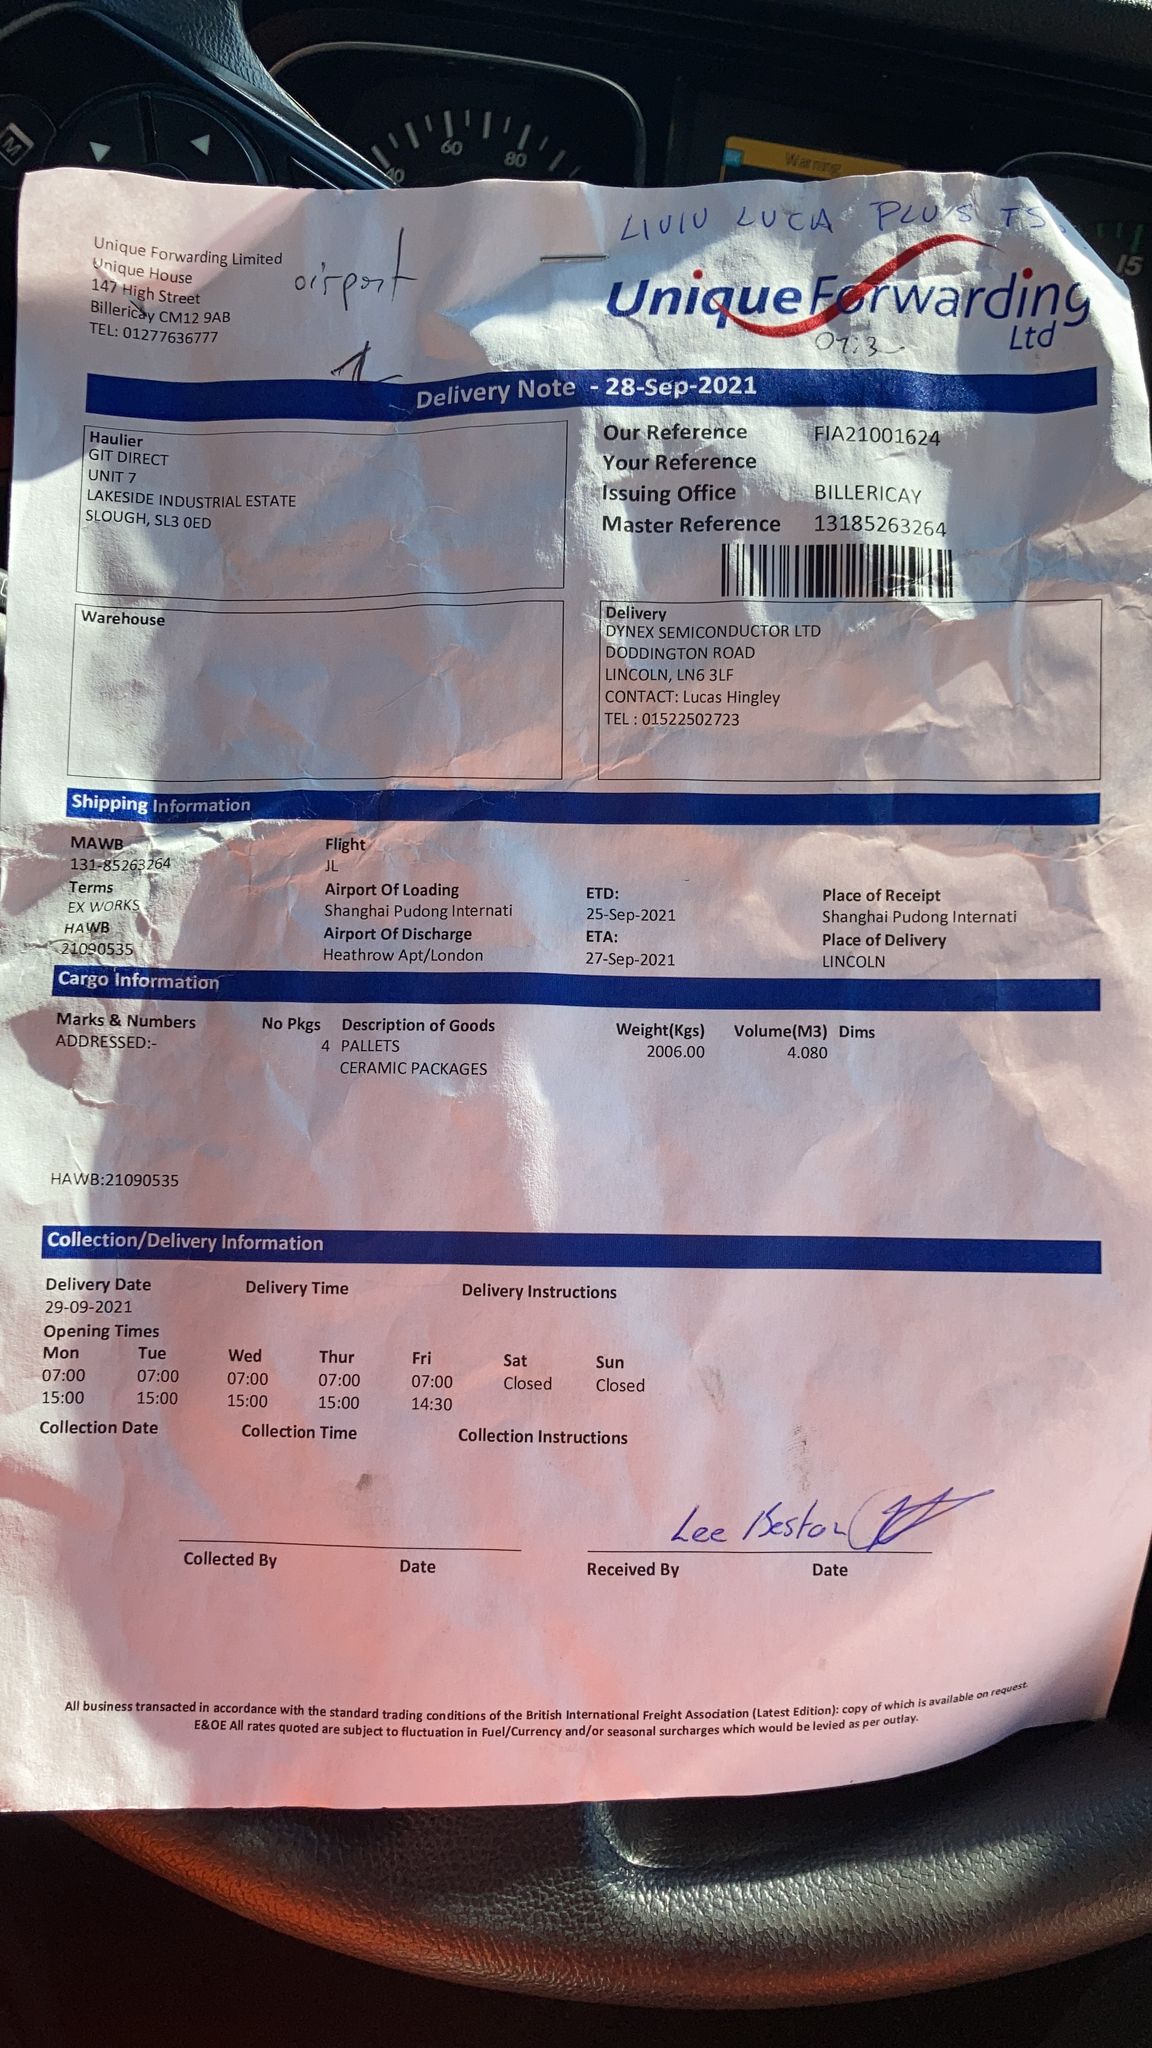 M
40
60
80
Warning
15
LIVIU LUCA PLUS TS.
airport
Unique Forwarding Limited
Unique House
147 High Street
Billericay CM12 9AB
TEL: 01277636777
Unique Forwarding
Ltd
Delivery Note - 28-Sep-2021
Haulier
GIT DIRECT
UNIT 7
LAKESIDE INDUSTRIAL ESTATE
SLOUGH, SL3 0ED
Our Reference FIA21001624
Your Reference
Issuing Office BILLERICAY
Master Reference 13185263264
Warehouse
Delivery
DYNEX SEMICONDUCTOR LTD
DODDINGTON ROAD
LINCOLN, LN6 3LF
CONTACT: Lucas Hingley
TEL : 01522502723
Shipping Information
MAWB Flight
131-85263264 JL
Terms Airport Of Loading ETD: Place of Receipt
EX WORKS Shanghai Pudong Internati 25-Sep-2021 Shanghai Pudong Internati
HAWB Airport Of Discharge ETA: Place of Delivery
21090535 Heathrow Apt/London 27-Sep-2021 LINCOLN
Cargo Information
Marks & Numbers No Pkgs Description of Goods Weight(Kgs) Volume(M3) Dims
ADDRESSED:- 4 PALLETS 2006.00 4.080
CERAMIC PACKAGES
HAWB:21090535
Collection/Delivery Information
Delivery Date Delivery Time Delivery Instructions
29-09-2021
Opening Times
Mon Tue Wed Thur Fri Sat Sun
07:00 07:00 07:00 07:00 07:00 Closed Closed
15:00 15:00 15:00 15:00 14:30
Collection Date Collection Time Collection Instructions
Lee Beston
Collected By Date Received By Date
All business transacted in accordance with the standard trading conditions of the British International Freight Association (Latest Edition): copy of which is available on request.
E&OE All rates quoted are subject to fluctuation in Fuel/Currency and/or seasonal surcharges which would be levied as per outlay.